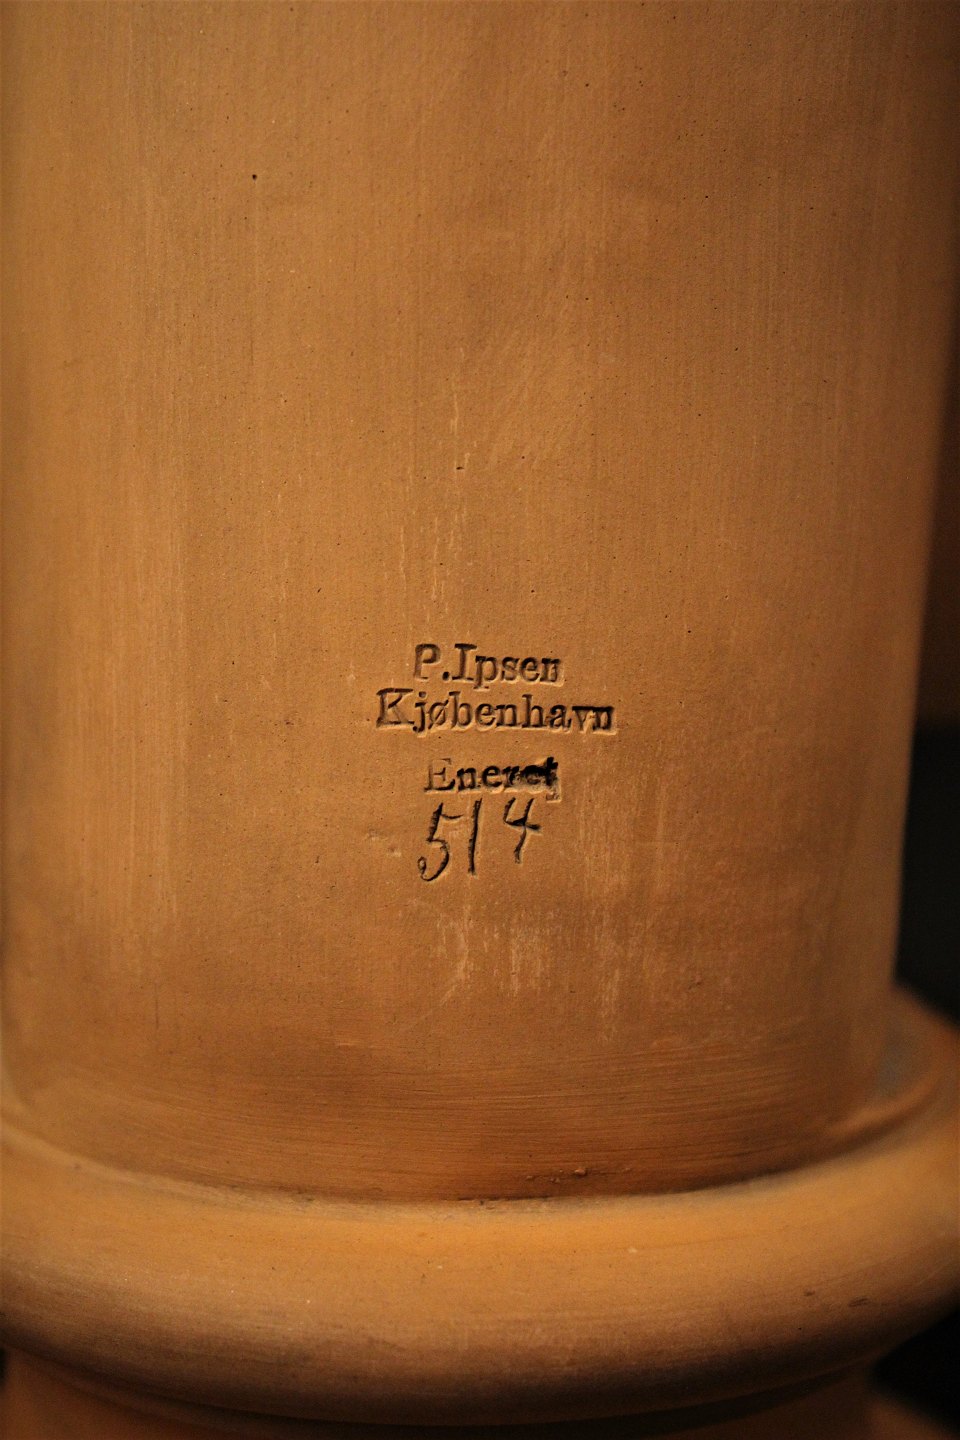 P.Ipsen
Kjøbenhavn
Eneret
514